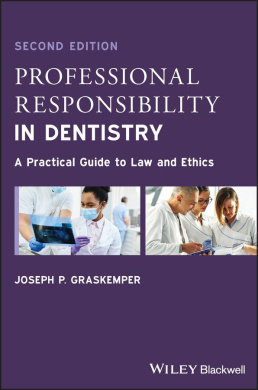 SECOND EDITION
PROFESSIONAL
RESPONSIBILITY
IN DENTISTRY
A Practical Guide to Law and Ethics
JOSEPH P. GRASKEMPER
WILEY Blackwell